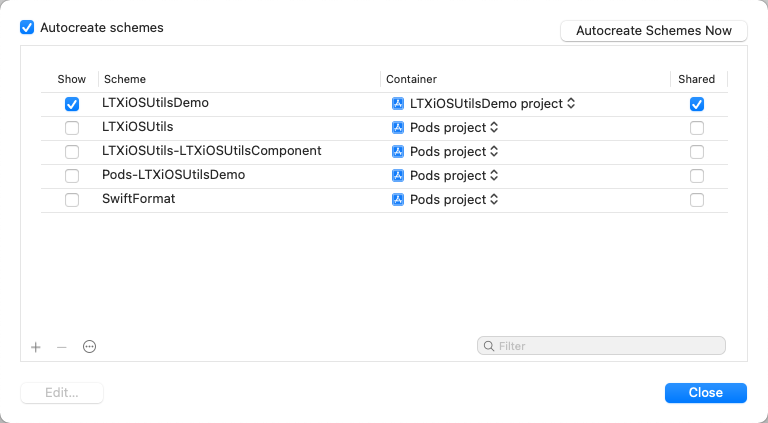 Autocreate schemes
Autocreate Schemes Now
Show Scheme Container Shared
LTXiOSUtilsDemo LTXiOSUtilsDemo project
LTXiOSUtils Pods project
LTXiOSUtils-LTXiOSUtilsComponent Pods project
Pods-LTXiOSUtilsDemo Pods project
SwiftFormat Pods project
Filter
Edit... Close